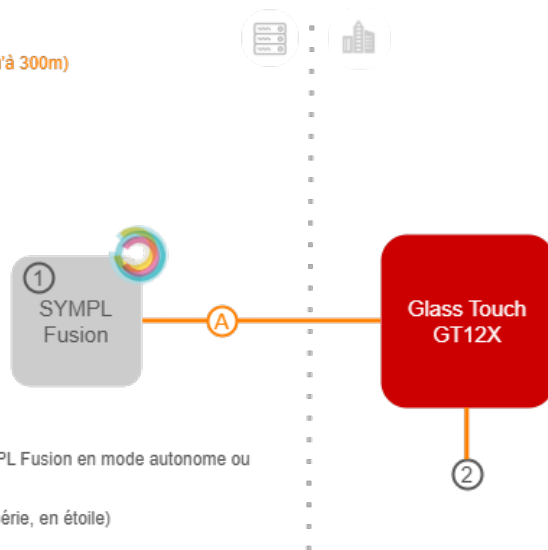 'à 300m)
1
SYMPL
Fusion
A
Glass Touch
GT12X
PL Fusion en mode autonome ou
2
érie, en étoile)